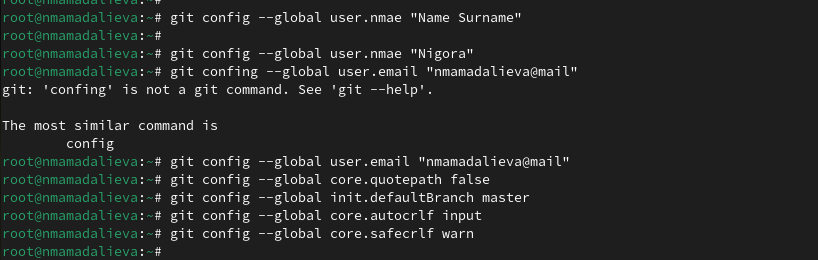 root@nmamadalieva:~#
root@nmamadalieva:~# git config --global user.nmae "Name Surname"
root@nmamadalieva:~#
root@nmamadalieva:~# git config --global user.nmae "Nigora"
root@nmamadalieva:~# git confing --global user.email "nmamadalieva@mail"
git: 'confing' is not a git command. See 'git --help'.

The most similar command is
        config
root@nmamadalieva:~# git config --global user.email "nmamadalieva@mail"
root@nmamadalieva:~# git config --global core.quotepath false
root@nmamadalieva:~# git config --global init.defaultBranch master
root@nmamadalieva:~# git config --global core.autocrlf input
root@nmamadalieva:~# git config --global core.safecrlf warn
root@nmamadalieva:~#